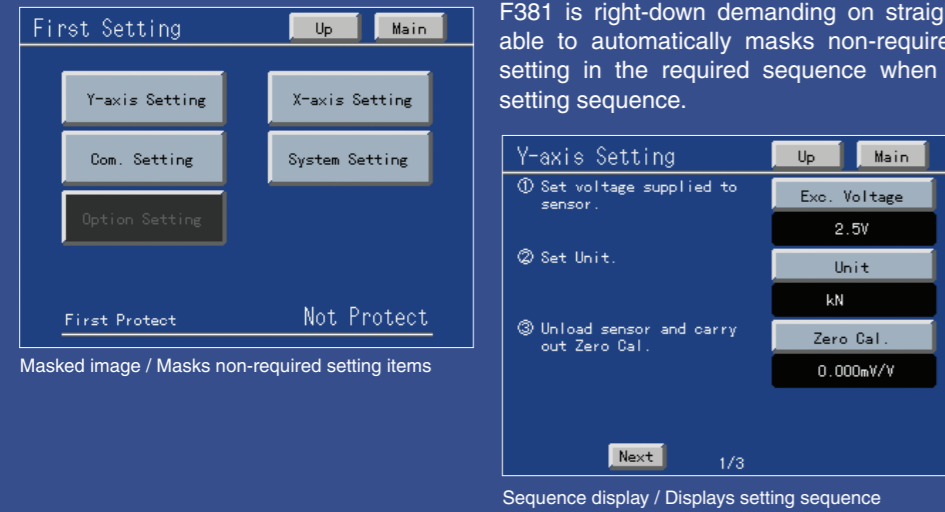 First Setting
Up
Main
Y-axis Setting
X-axis Setting
Com. Setting
System Setting
Option Setting
First Protect
Not Protect
Masked image / Masks non-required setting items
F381 is right-down demanding on
able to automatically masks
setting in the required sequence when
setting sequence.
Y-axis Setting
Up
Main
① Set voltage supplied to
sensor.
Exc. Voltage
2.5V
② Set Unit.
Unit
kN
③ Unload sensor and carry
out Zero Cal.
Zero Cal.
0.000mV/V
Next
1/3
Sequence display / Displays setting sequence